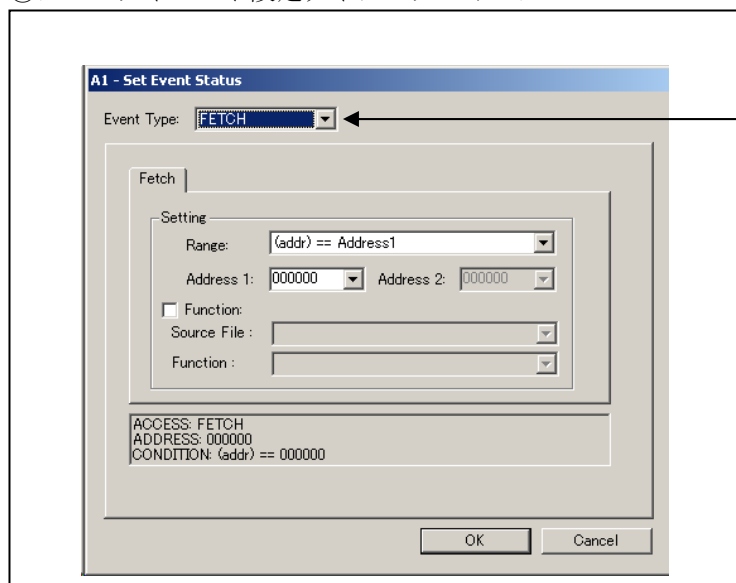 A1 - Set Event Status
Event Type: FETCH
Fetch
Setting
Range: (addr) == Address1
Address 1: 000000 Address 2: 000000
Function:
Source File :
Function :
ACCESS: FETCH
ADDRESS: 000000
CONDITION: (addr) == 000000
OK Cancel